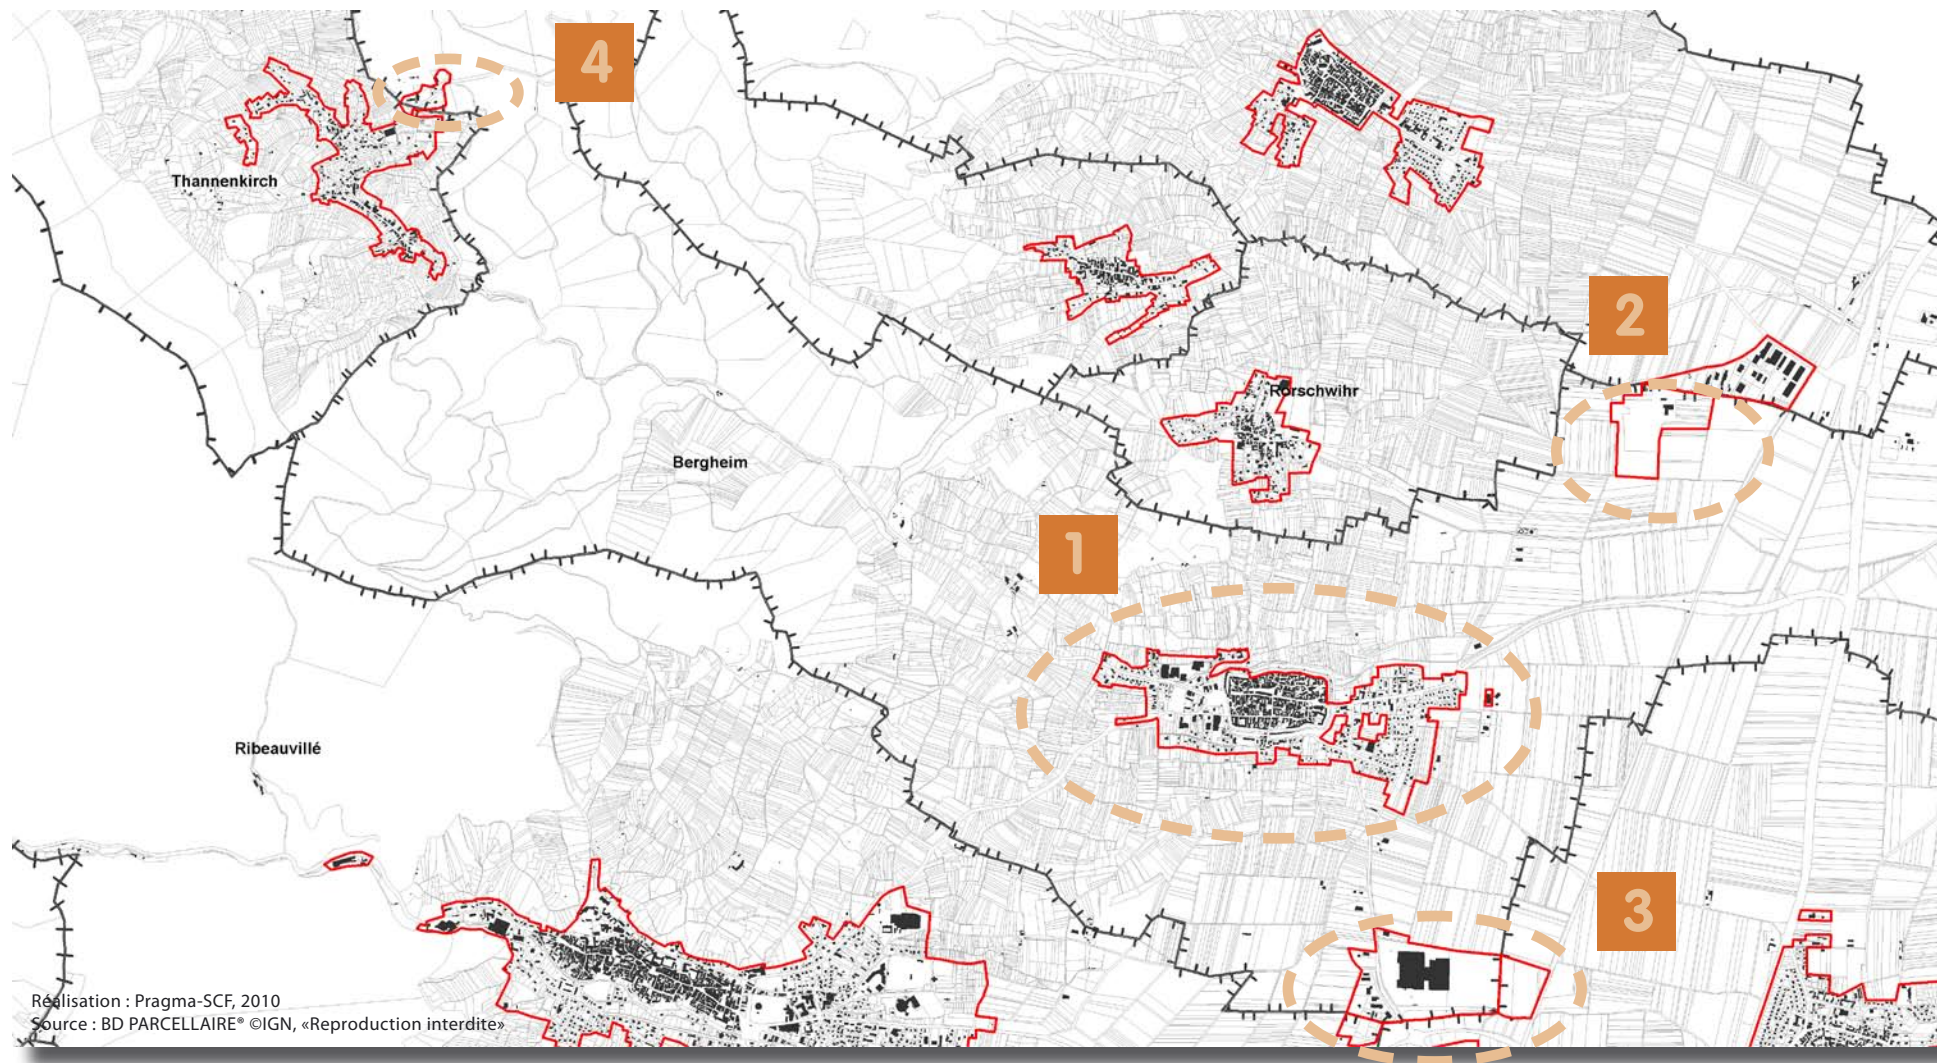 4
Thannenkirch
2
Rorschwihr
Bergheim
1
Ribeauvillé
3
Réalisation : Pragma-SCF, 2010
Source : BD PARCELLAIRE® ©IGN, «Reproduction interdite»